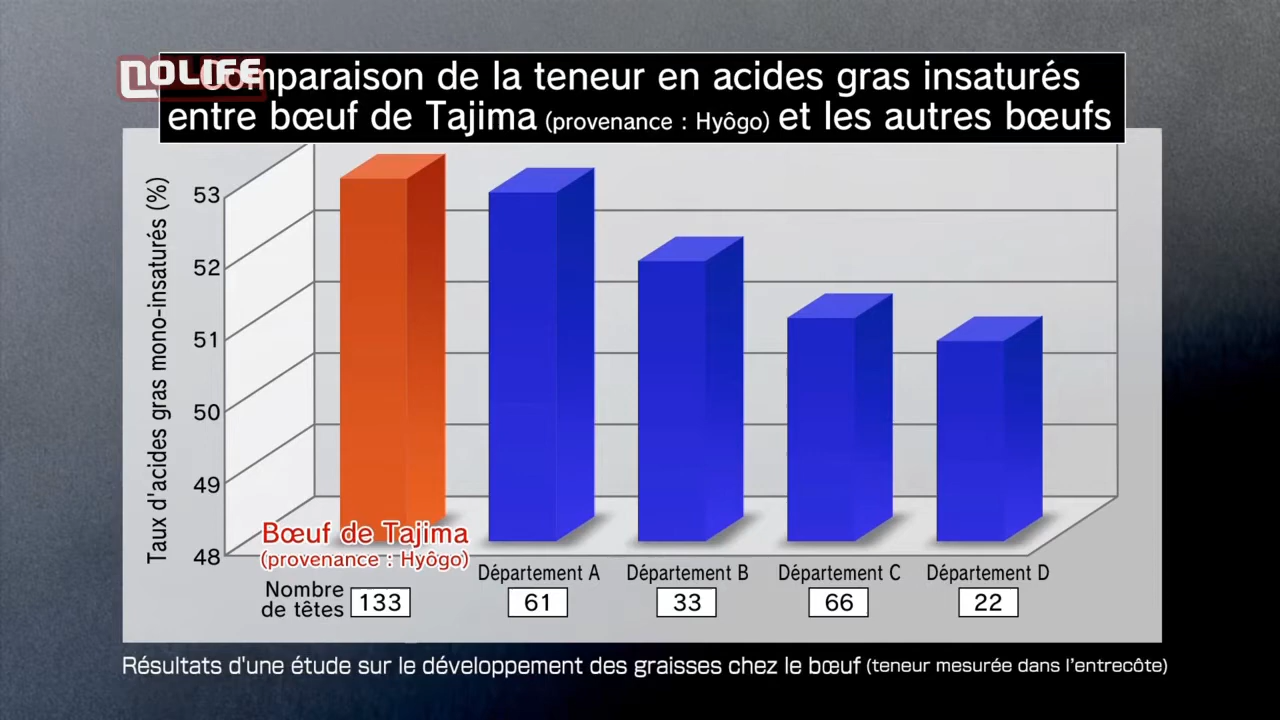 NOLIFE
Comparaison de la teneur en acides gras insaturés
entre bœuf de Tajima (provenance : Hyôgo) et les autres bœufs
Taux d'acides gras mono-insaturés (%)
53
52
51
50
49
48
Bœuf de Tajima
(provenance : Hyôgo)
Département A
Département B
Département C
Département D
Nombre
de têtes
133
61
33
66
22
Résultats d'une étude sur le développement des graisses chez le bœuf (teneur mesurée dans l'entrecôte)